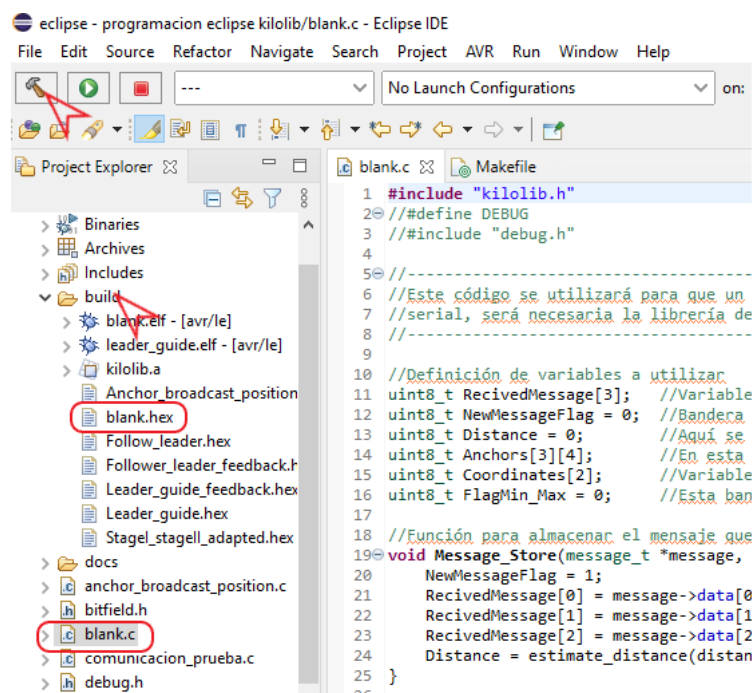 eclipse - programacion eclipse kilolib/blank.c - Eclipse IDE
File Edit Source Refactor Navigate Search Project AVR Run Window Help
--- No Launch Configurations on:
Project Explorer
blank.c Makefile
Binaries
Archives
Includes
build
blank.elf - [avr/le]
leader_guide.elf - [avr/le]
kilolib.a
Anchor_broadcast_position
blank.hex
Follow_leader.hex
Follower_leader_feedback.h
Leader_guide_feedback.hex
Leader_guide.hex
StageI_stageII_adapted.hex
docs
anchor_broadcast_position.c
bitfield.h
blank.c
comunicacion_prueba.c
debug.h
1 #include "kilolib.h"
2 //#define DEBUG
3 //#include "debug.h"
4
5 //-------------------------------------
6 //Este código se utilizará para que un
7 //serial, será necesaria la librería de
8 //-------------------------------------
9
10 //Definición de variables a utilizar
11 uint8_t RecivedMessage[3]; //Variable
12 uint8_t NewMessageFlag = 0; //Bandera
13 uint8_t Distance = 0; //Aquí se
14 uint8_t Anchors[3][4]; //En esta
15 uint8_t Coordinates[2]; //Variable
16 uint8_t FlagMin_Max = 0; //Esta ban
17
18 //Función para almacenar el mensaje que
19 void Message_Store(message_t *message,
20 NewMessageFlag = 1;
21 RecivedMessage[0] = message->data[0
22 RecivedMessage[1] = message->data[1
23 RecivedMessage[2] = message->data[2
24 Distance = estimate_distance(distan
25 }